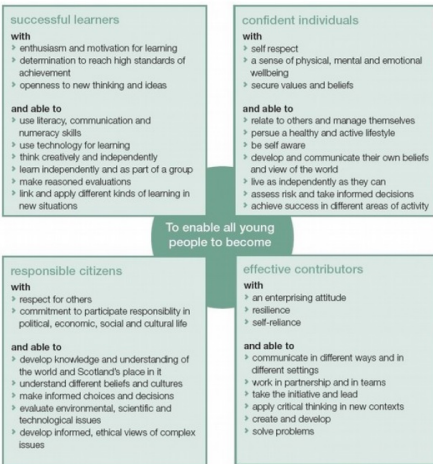 successful learners
with
› enthusiasm and motivation for learning
› determination to reach high standards of
achievement
› openness to new thinking and ideas
and able to
› use literacy, communication and
numeracy skills
› use technology for learning
› think creatively and independently
› learn independently and as part of a group
› make reasoned evaluations
› link and apply different kinds of learning in
new situations
confident individuals
with
› self respect
› a sense of physical, mental and emotional
wellbeing
› secure values and beliefs
and able to
› relate to others and manage themselves
› persue a healthy and active lifestyle
› be self aware
› develop and communicate their own beliefs
and view of the world
› live as independently as they can
› assess risk and take informed decisions
› achieve success in different areas of activity
To enable all young
people to become
responsible citizens
with
› respect for others
› commitment to participate responsiblity in
political, economic, social and cultural life
and able to
› develop knowledge and understanding of
the world and Scotland's place in it
› understand different beliefs and cultures
› make informed choices and decisions
› evaluate environmental, scientific and
technological issues
› develop informed, ethical views of complex
issues
effective contributors
with
› an enterprising attitude
› resilience
› self-reliance
and able to
› communicate in different ways and in
different settings
› work in partnership and in teams
› take the initiative and lead
› apply critical thinking in new contexts
› create and develop
› solve problems